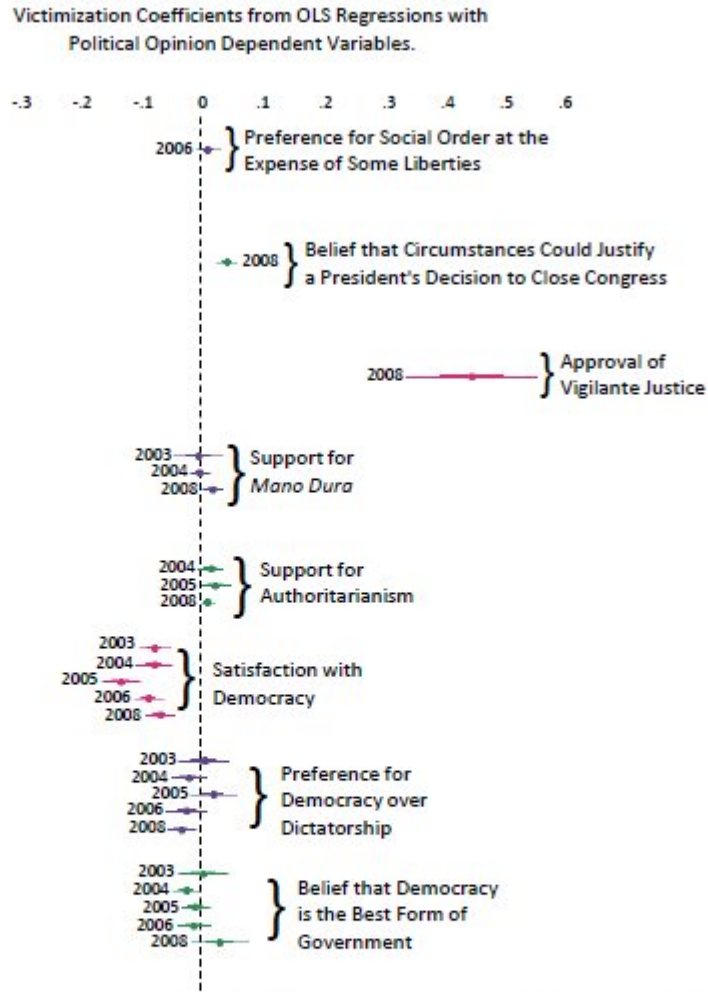 Victimization Coefficients from OLS Regressions with
Political Opinion Dependent Variables.
-.3 -.2 -.1 0 .1 .2 .3 .4 .5 .6
2006 } Preference for Social Order at the
Expense of Some Liberties
2008 } Belief that Circumstances Could Justify
a President's Decision to Close Congress
2008 } Approval of
Vigilante Justice
2003
2004
2008
} Support for
Mano Dura
2004
2005
2008
} Support for
Authoritarianism
2003
2004
2005
2006
2008
} Satisfaction with
Democracy
2003
2004
2005
2006
2008
} Preference for
Democracy over
Dictatorship
2003
2004
2005
2006
2008
} Belief that Democracy
is the Best Form of
Government